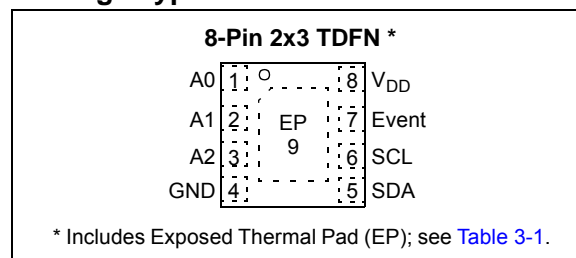 8-Pin 2x3 TDFN *
A0 1 8 VDD
A1 2 EP 7 Event
A2 3 9 6 SCL
GND 4 5 SDA
* Includes Exposed Thermal Pad (EP); see Table 3-1.